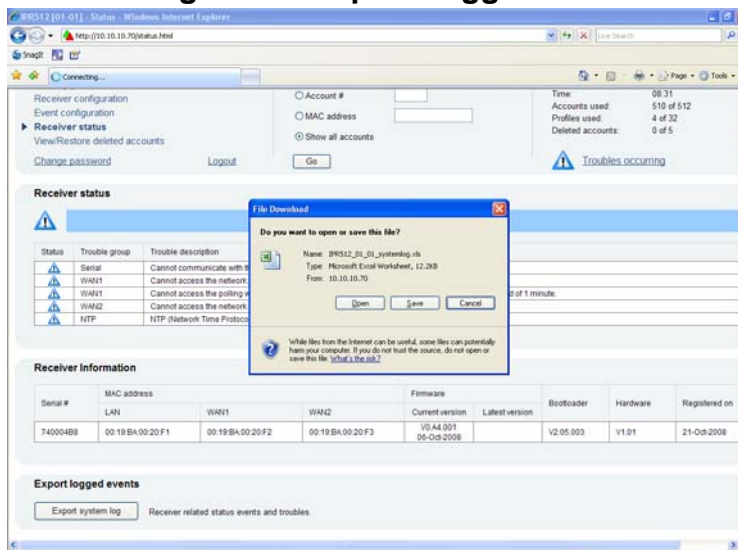 IPR512 [01-01] - Status - Windows Internet Explorer
http://10.10.10.70/status.html
Live Search
SnagIt
Connecting...
Page Tools
Receiver configuration
Event configuration
Receiver status
View/Restore deleted accounts
Change password Logout
Account #
MAC address
Show all accounts
Go
Time: 08:31
Accounts used: 510 of 512
Profiles used: 4 of 32
Deleted accounts: 0 of 5
Troubles occurring
Receiver status
Status Trouble group Trouble description
Serial Cannot communicate with
WAN1 Cannot access the network.
WAN1 Cannot access the polling d of 1 minute.
WAN2 Cannot access the network.
NTP NTP (Network Time Protoco
File Download
Do you want to open or save this file?
Name: IPR512_01_01_systemlog.xls
Type: Microsoft Excel Worksheet, 12.2KB
From: 10.10.10.70
Open Save Cancel
While files from the Internet can be useful, some files can potentially
harm your computer. If you do not trust the source, do not open or
save this file. What's the risk?
Receiver Information
Serial # MAC address Firmware Bootloader Hardware Registered on
LAN WAN1 WAN2 Current version Latest version
740004B8 00:19:BA:00:20:F1 00:19:BA:00:20:F2 00:19:BA:00:20:F3 V0.A4.001 V2.05.003 V1.01 21-Oct-2008
06-Oct-2008
Export logged events
Export system log Receiver related status events and troubles.